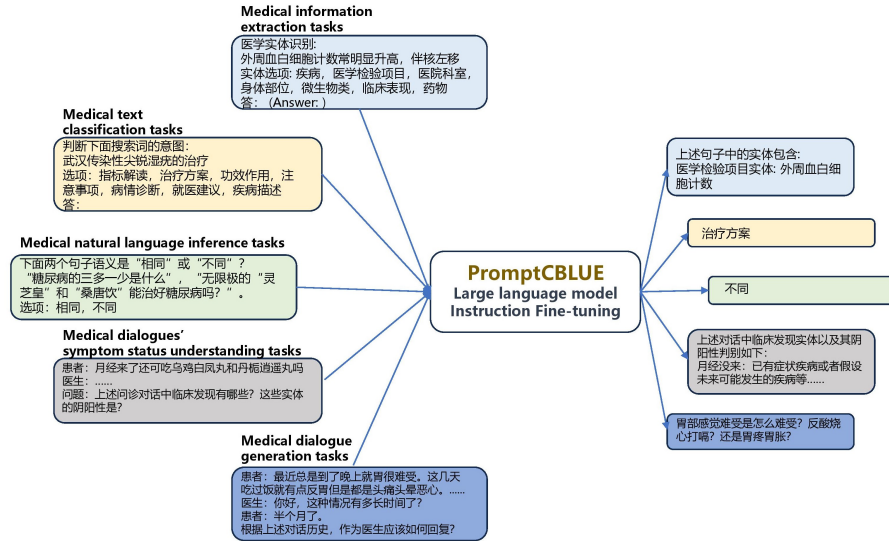 Medical information
extraction tasks
医学实体识别:
外周血白细胞计数常明显升高，伴核左移
实体选项: 疾病，医学检验项目，医院科室，
身体部位，微生物类，临床表现，药物
答： (Answer: )
Medical text
classification tasks
判断下面搜索词的意图：
武汉传染性尖锐湿疣的治疗
选项：指标解读，治疗方案，功效作用，注
意事项，病情诊断，就医建议，疾病描述
答：
Medical natural language inference tasks
下面两个句子语义是“相同”或“不同”？
“糖尿病的三多一少是什么”，“无限极的“灵
芝皇”和“桑唐饮”能治好糖尿病吗？”。
选项：相同，不同
Medical dialogues’
symptom status understanding tasks
患者：月经来了还可吃乌鸡白凤丸和丹栀逍遥丸吗
医生：……
问题：上述问诊对话中临床发现有哪些？这些实体
的阴阳性是？
Medical dialogue
generation tasks
患者：最近总是到了晚上就胃很难受。这几天
吃过饭就有点反胃但是都是头痛头晕恶心。……
医生：你好，这种情况有多长时间了？
患者：半个月了。
根据上述对话历史，作为医生应该如何回复？
PromptCBLUE
Large language model
Instruction Fine-tuning
上述句子中的实体包含：
医学检验项目实体: 外周血白细
胞计数
治疗方案
不同
上述对话中临床发现实体以及其阴
阳性判别如下：
月经没来：已有症状疾病或者假设
未来可能发生的疾病等……
胃部感觉难受是怎么难受？反酸烧
心打嗝？还是胃疼胃胀？